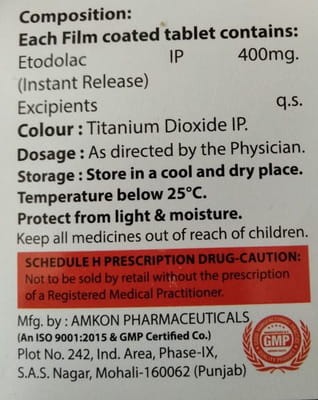 Composition:
Each Film coated tablet contains:
Etodolac IP 400mg.
(Instant Release)
Excipients q.s.
Colour : Titanium Dioxide IP.
Dosage : As directed by the Physician.
Storage : Store in a cool and dry place.
Temperature below 25°C.
Protect from light & moisture.
Keep all medicines out of reach of children.
SCHEDULE H PRESCRIPTION DRUG-CAUTION:
Not to be sold by retail without the prescription
of a Registered Medical Practitioner.
Mfg. by : AMKON PHARMACEUTICALS
(An ISO 9001:2015 & GMP Certified Co.)
Plot No. 242, Ind. Area, Phase-IX,
S.A.S. Nagar, Mohali-160062 (Punjab)
GMP